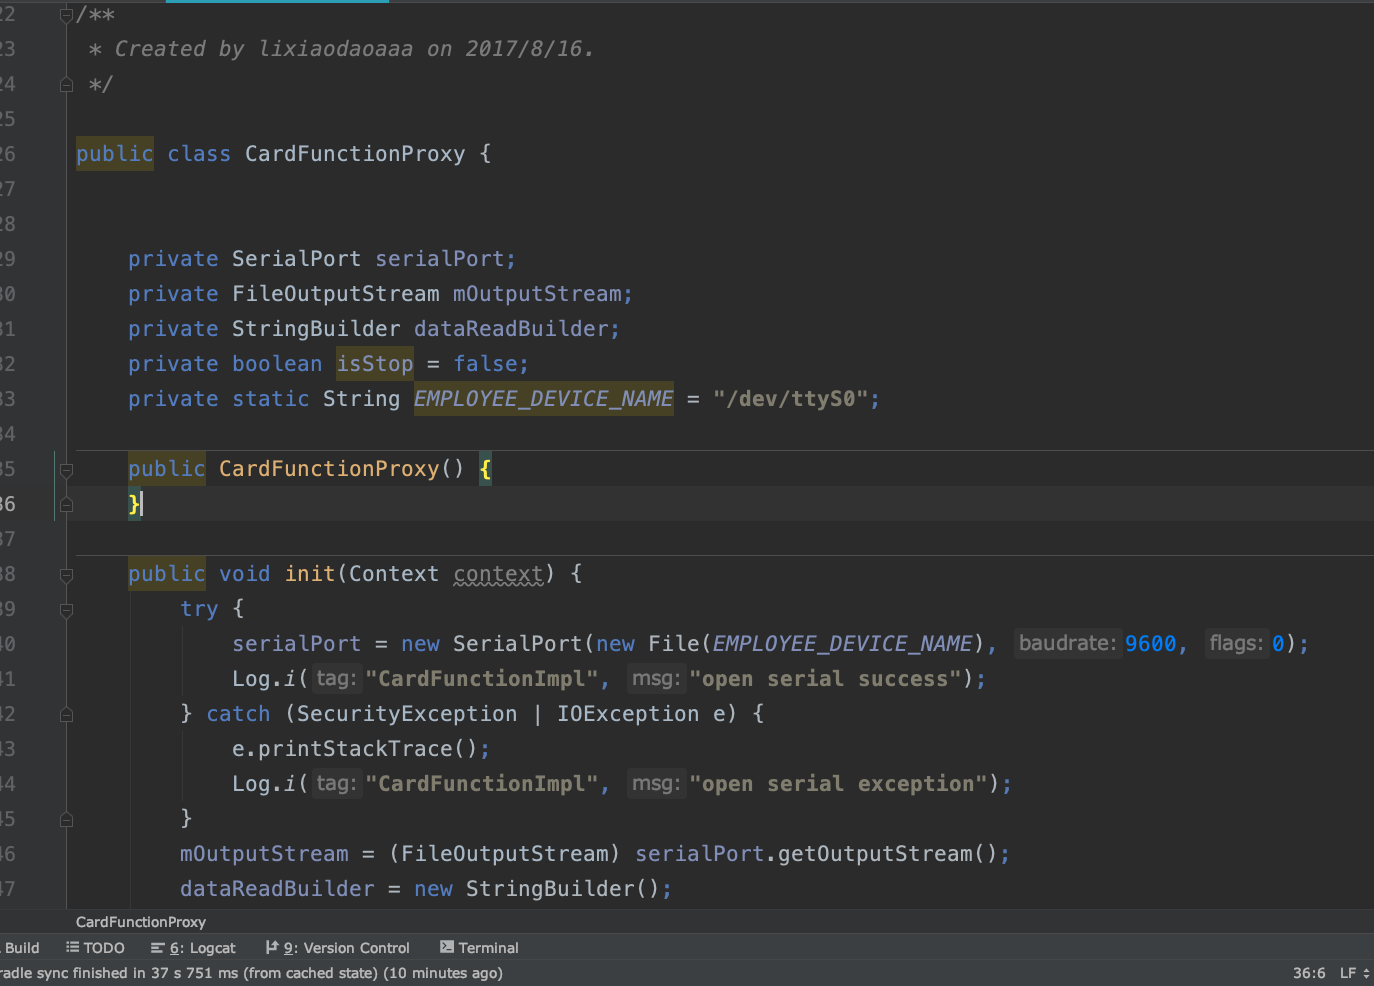 22 /**
23 * Created by lixiaodaoaaa on 2017/8/16.
24 */
25
26 public class CardFunctionProxy {
27
28
29 private SerialPort serialPort;
30 private FileOutputStream mOutputStream;
31 private StringBuilder dataReadBuilder;
32 private boolean isStop = false;
33 private static String EMPLOYEE_DEVICE_NAME = "/dev/ttyS0";
34
35 public CardFunctionProxy() {
36 }
37
38 public void init(Context context) {
39 try {
40 serialPort = new SerialPort(new File(EMPLOYEE_DEVICE_NAME), baudrate: 9600, flags: 0);
41 Log.i( tag: "CardFunctionImpl", msg: "open serial success");
42 } catch (SecurityException | IOException e) {
43 e.printStackTrace();
44 Log.i( tag: "CardFunctionImpl", msg: "open serial exception");
45 }
46 mOutputStream = (FileOutputStream) serialPort.getOutputStream();
47 dataReadBuilder = new StringBuilder();
CardFunctionProxy
Build TODO 6: Logcat 9: Version Control Terminal
radle sync finished in 37 s 751 ms (from cached state) (10 minutes ago) 36:6 LF